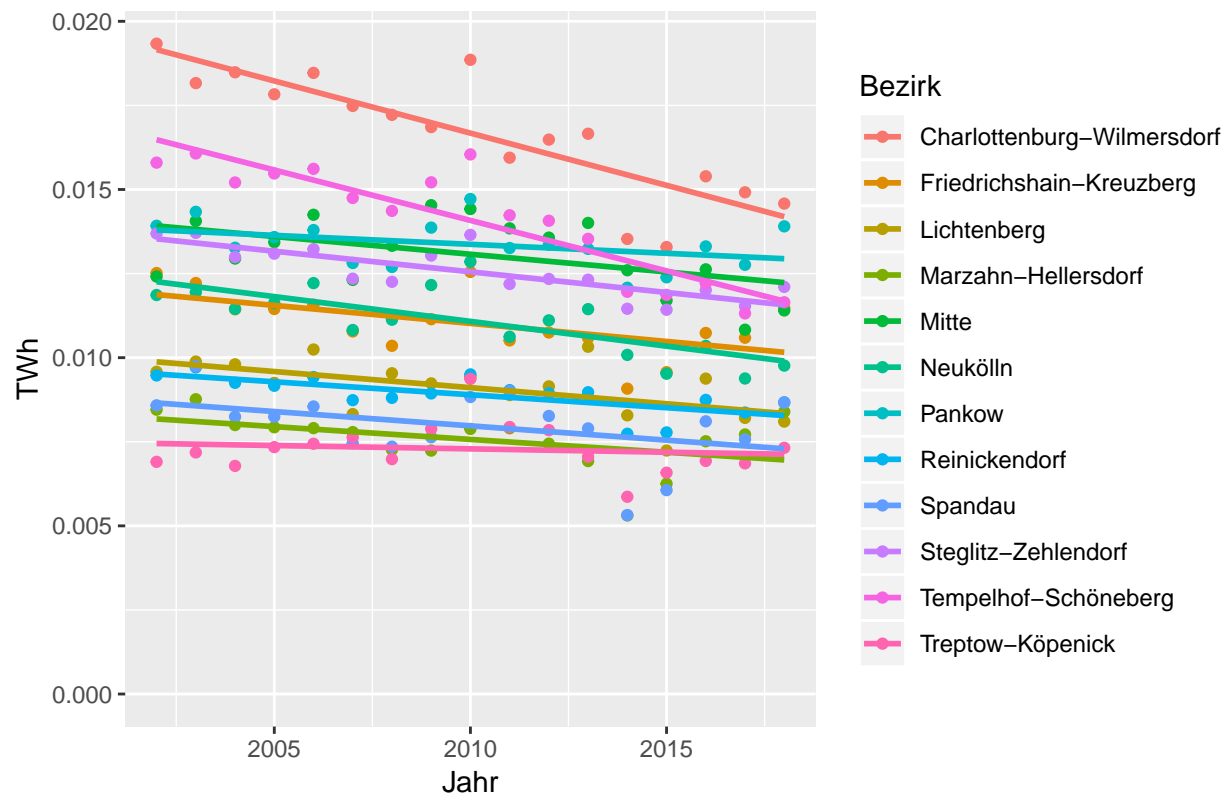 0.020
0.015
0.010
0.005
0.000
TWh
2005
2010
2015
Jahr
Bezirk
Charlottenburg−Wilmersdorf
Friedrichshain−Kreuzberg
Lichtenberg
Marzahn−Hellersdorf
Mitte
Neukölln
Pankow
Reinickendorf
Spandau
Steglitz−Zehlendorf
Tempelhof−Schöneberg
Treptow−Köpenick